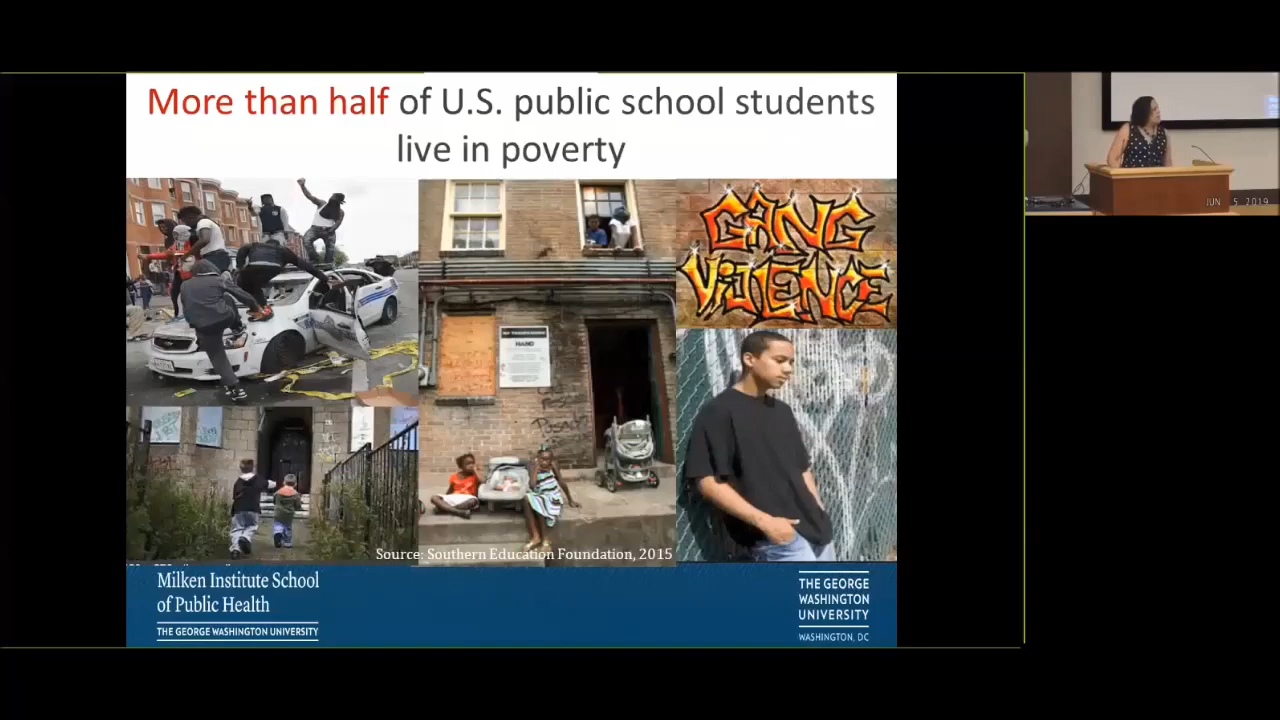 More than half of U.S. public school students
live in poverty
GANG
VIOLENCE
Source: Southern Education Foundation, 2015
Milken Institute School
of Public Health
THE GEORGE WASHINGTON UNIVERSITY
THE GEORGE
WASHINGTON
UNIVERSITY
WASHINGTON, DC
JUN 5 2019